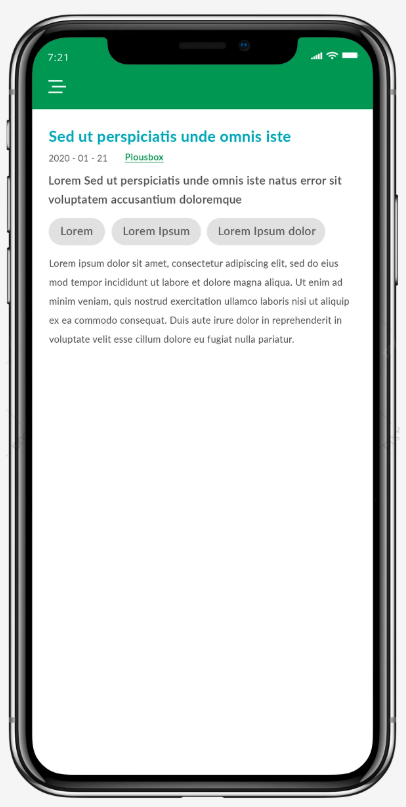 7:21
Sed ut perspiciatis unde omnis iste
2020 - 01 - 21 Plousbox
Lorem Sed ut perspiciatis unde omnis iste natus error sit
voluptatem accusantium doloremque
Lorem Lorem Ipsum Lorem Ipsum dolor
Lorem ipsum dolor sit amet, consectetur adipiscing elit, sed do eius
mod tempor incididunt ut labore et dolore magna aliqua. Ut enim ad
minim veniam, quis nostrud exercitation ullamco laboris nisi ut aliquip
ex ea commodo consequat. Duis aute irure dolor in reprehenderit in
voluptate velit esse cillum dolore eu fugiat nulla pariatur.